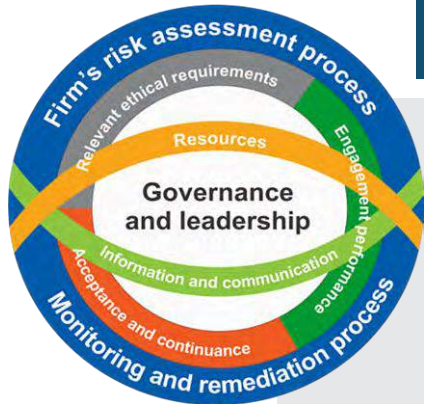 Firm's risk assessment process
Relevant ethical requirements
Resources
Engagement performance
Governance
and leadership
Information and communication
Acceptance and continuance
Monitoring and remediation process